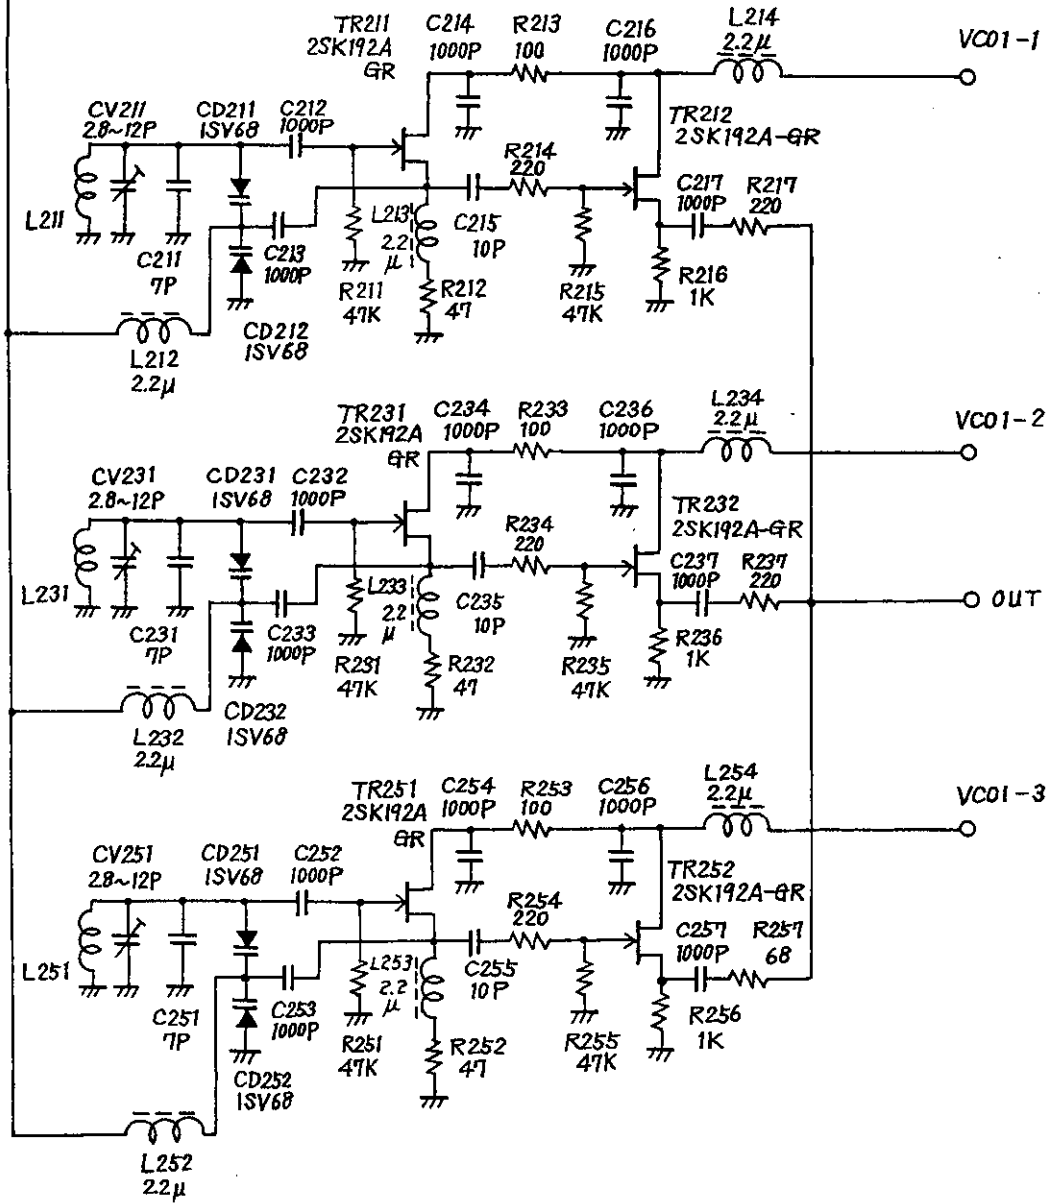 TR211
2SK192A
GR
C214
1000P
R213
100
C216
1000P
L214
2.2μ
VCO1-1
CV211
2.8~12P
CD211
1SV68
C212
1000P
TR212
2SK192A-GR
R214
220
C217
1000P
R217
220
L211
C211
7P
C213
1000P
L213
2.2
μ
C215
10P
R211
47K
R212
47
R215
47K
R216
1K
L212
2.2μ
CD212
1SV68
TR231
2SK192A
GR
C234
1000P
R233
100
C236
1000P
L234
2.2μ
VCO1-2
CV231
2.8~12P
CD231
1SV68
C232
1000P
TR232
2SK192A-GR
R234
220
C237
1000P
R237
220
OUT
L231
C231
7P
C233
1000P
L233
2.2
μ
C235
10P
R231
47K
R232
47
R235
47K
R236
1K
L232
2.2μ
CD232
1SV68
TR251
2SK192A
GR
C254
1000P
R253
100
C256
1000P
L254
2.2μ
VCO1-3
CV251
2.8~12P
CD251
1SV68
C252
1000P
TR252
2SK192A-GR
R254
220
C257
1000P
R257
68
L251
C251
7P
C253
1000P
L253
2.2
μ
C255
10P
R251
47K
R252
47
R255
47K
R256
1K
CD252
1SV68
L252
2.2μ